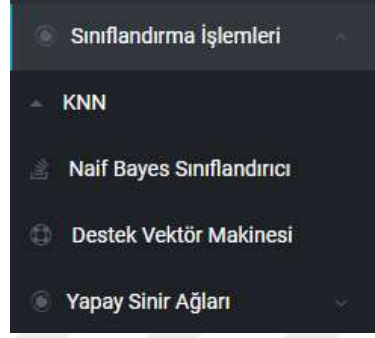 Sınıflandırma İşlemleri
KNN
Naif Bayes Sınıflandırıcı
Destek Vektör Makinesi
Yapay Sinir Ağları